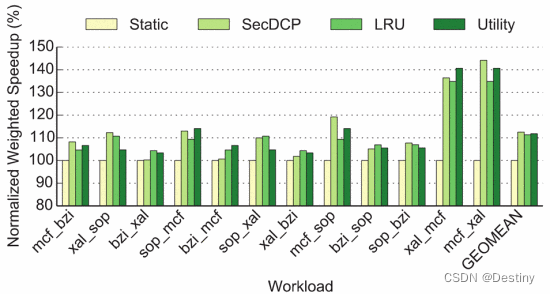 Static SecDCP LRU Utility
Normalized Weighted Speedup (%)
150
140
130
120
110
100
90
80
mcf_bzi
xal_sop
bzi_xal
sop_mcf
bzi_mcf
sop_xal
xal_bzi
mcf_sop
bzi_sop
sop_bzi
xal_mcf
mcf_xal
GEOMEAN
Workload
CSDN @Destiny